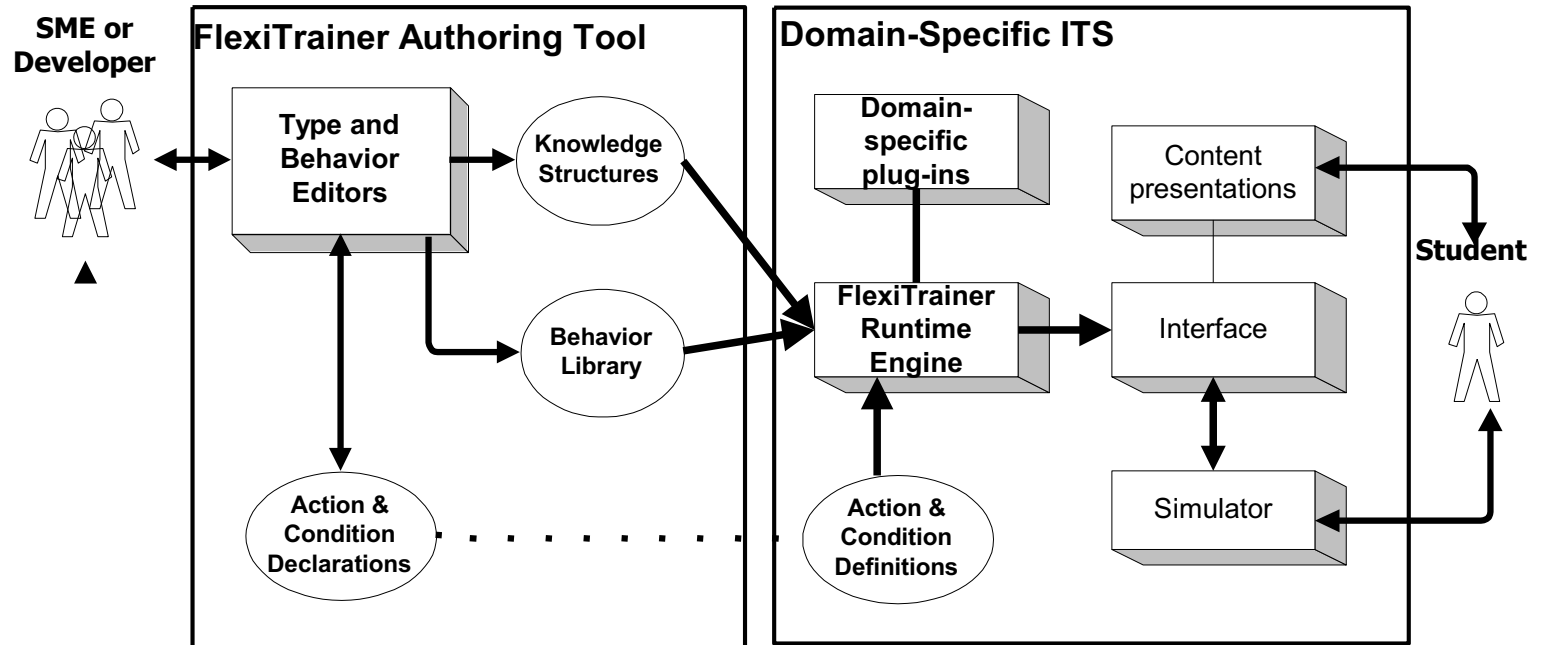 SME or
Developer
FlexiTrainer Authoring Tool
Type and
Behavior
Editors
Knowledge
Structures
Behavior
Library
Action &
Condition
Declarations
Domain-Specific ITS
Domain-
specific
plug-ins
FlexiTrainer
Runtime
Engine
Action &
Condition
Definitions
Content
presentations
Interface
Simulator
Student